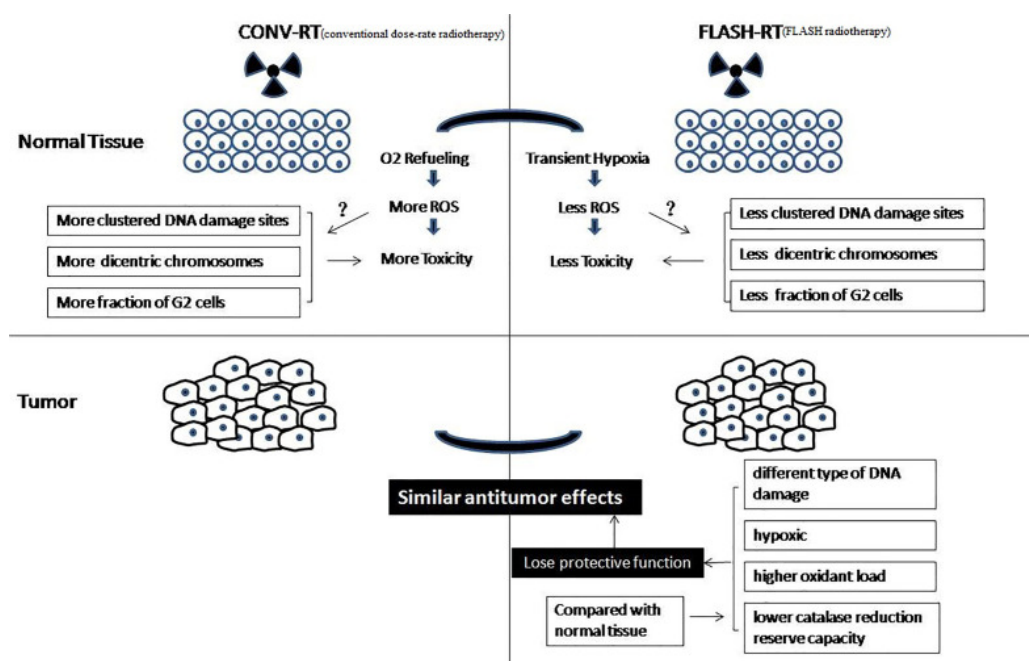 CONV-RT(conventional dose-rate radiotherapy)
FLASH-RT(FLASH radiotherapy)
Normal Tissue
O2 Refueling
Transient Hypoxia
More clustered DNA damage sites
?
More ROS
Less ROS
?
Less clustered DNA damage sites
More dicentric chromosomes
More Toxicity
Less Toxicity
Less dicentric chromosomes
More fraction of G2 cells
Less fraction of G2 cells
Tumor
Similar antitumor effects
different type of DNA
damage
hypoxic
Lose protective function
higher oxidant load
Compared with
normal tissue
lower catalase reduction
reserve capacity